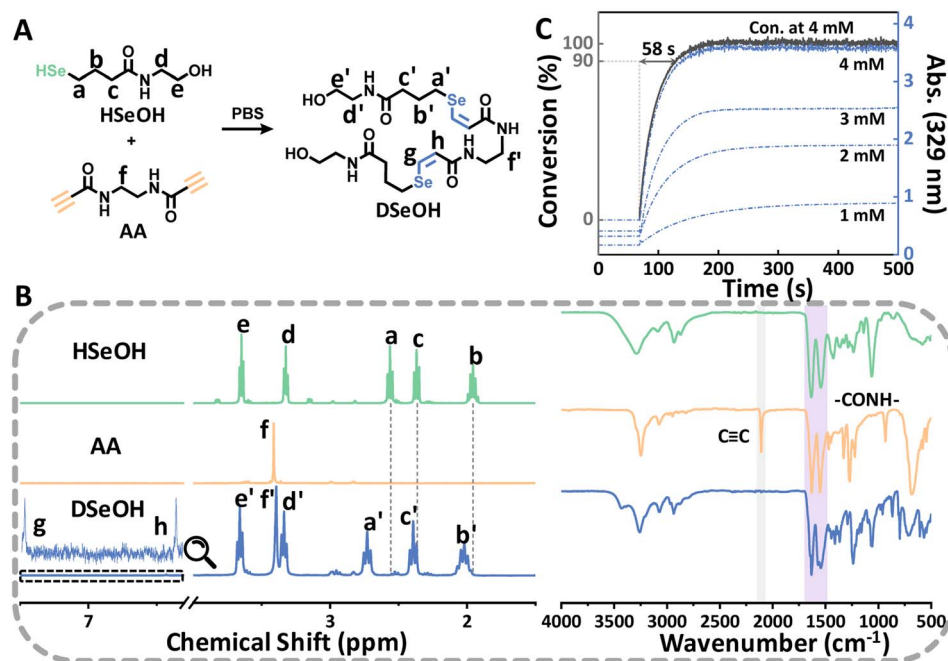 A
HSe
b
d
OH
a
c
O
N
H
e
HSeOH
+
O
f
H
N
N
H
O
AA
PBS
e'
H
N
c'
a'
HO
d'
O
b'
Se
O
NH
HO
N
H
O
g
h
H
N
O
f'
Se
DSeOH
C
Conversion (%)
100
90
0
58 s
Con. at 4 mM
4 mM
3 mM
2 mM
1 mM
4
3
2
1
0
Abs. (329 nm)
0 100 200 300 400 500
Time (s)
B
HSeOH
e d a c b
AA
f
DSeOH
g h
e' f' d' a' c' b'
7 3 2
Chemical Shift (ppm)
C≡C
-CONH-
4000 3500 3000 2500 2000 1500 1000 500
Wavenumber (cm⁻¹)